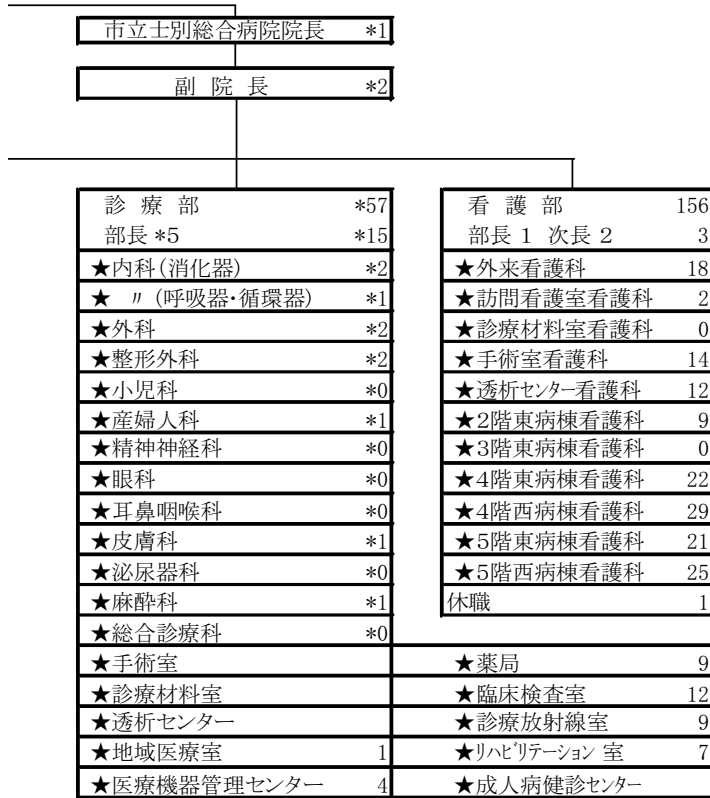 市立士別総合病院院長 *1
副 院 長 *2
診 療 部 *57
部長 *5 *15
★内科(消化器) *2
★ 〃 (呼吸器・循環器) *1
★外科 *2
★整形外科 *2
★小児科 *0
★産婦人科 *1
★精神神経科 *0
★眼科 *0
★耳鼻咽喉科 *0
★皮膚科 *1
★泌尿器科 *0
★麻酔科 *1
★総合診療科 *0
★手術室
★診療材料室
★透析センター
★地域医療室 1
★医療機器管理センター 4
看 護 部 156
部長 1 次長 2 3
★外来看護科 18
★訪問看護室看護科 2
★診療材料室看護科 0
★手術室看護科 14
★透析センター看護科 12
★2階東病棟看護科 9
★3階東病棟看護科 0
★4階東病棟看護科 22
★4階西病棟看護科 29
★5階東病棟看護科 21
★5階西病棟看護科 25
休職 1
★薬局 9
★臨床検査室 12
★診療放射線室 9
★リハビリテーション 室 7
★成人病健診センター